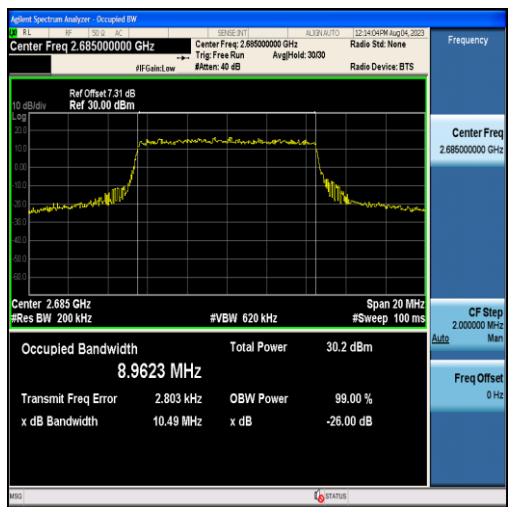 Agilent Spectrum Analyzer - Occupied BW
RL RF 50 Ω AC SENSE:INT ALIGN AUTO 12:14:04PM Aug 04, 2023
Center Freq 2.685000000 GHz Center Freq: 2.685000000 GHz Radio Std: None Frequency
Trig: Free Run Avg|Hold: 30/30
#IFGain:Low #Atten: 40 dB Radio Device: BTS
Ref Offset 7.31 dB
10 dB/div Ref 30.00 dBm
Log
20.0
10.0
0.00
-10.0
-20.0
-30.0
-40.0
-50.0
-60.0
Center Freq
2.685000000 GHz
Center 2.685 GHz Span 20 MHz
#Res BW 200 kHz #VBW 620 kHz #Sweep 100 ms
CF Step
2.000000 MHz
Auto Man
Occupied Bandwidth Total Power 30.2 dBm
8.9623 MHz
Transmit Freq Error 2.803 kHz OBW Power 99.00 %
x dB Bandwidth 10.49 MHz x dB -26.00 dB
Freq Offset
0 Hz
MSG STATUS